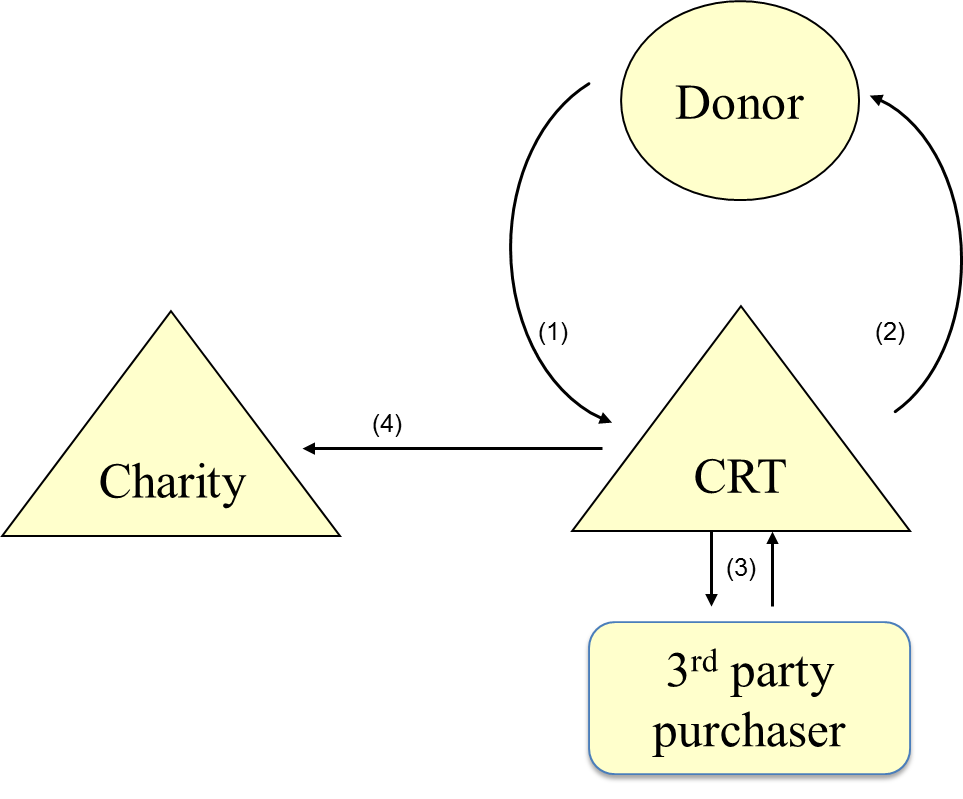 Donor
(1)
(2)
(4)
Charity
CRT
(3)
3rd party
purchaser